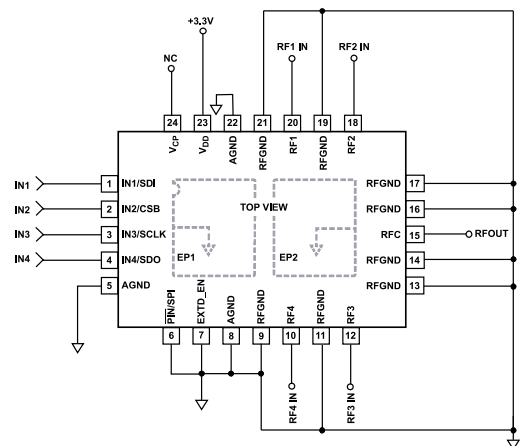 +3.3V
NC
RF1 IN
RF2 IN
24 23 22 21 20 19 18
VCP VDD AGND RFGND RF1 RFGND RF2
IN1 1 IN1/SDI
RFGND 17
IN2 2 IN2/CSB
TOP VIEW
RFGND 16
IN3 3 IN3/SCLK
RFC 15 RFOUT
IN4 4 IN4/SDO
EP1
EP2
RFGND 14
5 AGND
RFGND 13
PIN/SPI EXTD_EN AGND RFGND RF4 RFGND RF3
6 7 8 9 10 11 12
RF4 IN
RF3 IN